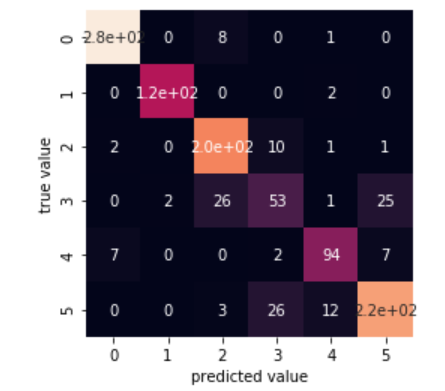 0 2.8e+02 0 8 0 1 0
1 0 1.2e+02 0 0 2 0
2 2 0 2.0e+02 10 1 1
true value
3 0 2 26 53 1 25
4 7 0 0 2 94 7
5 0 0 3 26 12 2.2e+02
0 1 2 3 4 5
predicted value